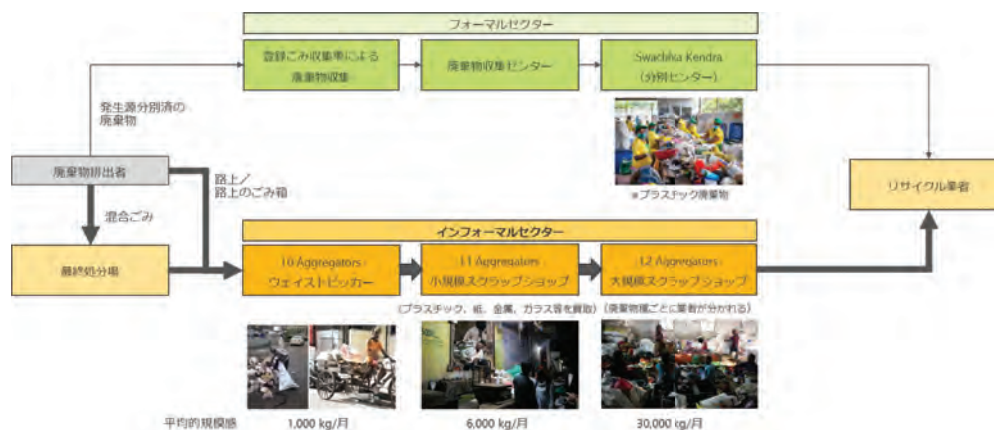 フォーマルセクター
登録ごみ収集車による
廃棄物収集
廃棄物収集センター
Swachha Kendra
(分別センター)
発生源分別済の
廃棄物
※プラスチック廃棄物
廃棄物排出者
路上／
路上のごみ箱
リサイクル業者
混合ごみ
インフォーマルセクター
最終処分場
L0 Aggregators
ウェイストピッカー
L1 Aggregators
小規模スクラップショップ
L2 Aggregators
大規模スクラップショップ
(プラスチック、紙、金属、ガラス等を買取)
(廃棄物種ごとに業者が分かれる)
平均的規模感
1,000 kg/月
6,000 kg/月
30,000 kg/月